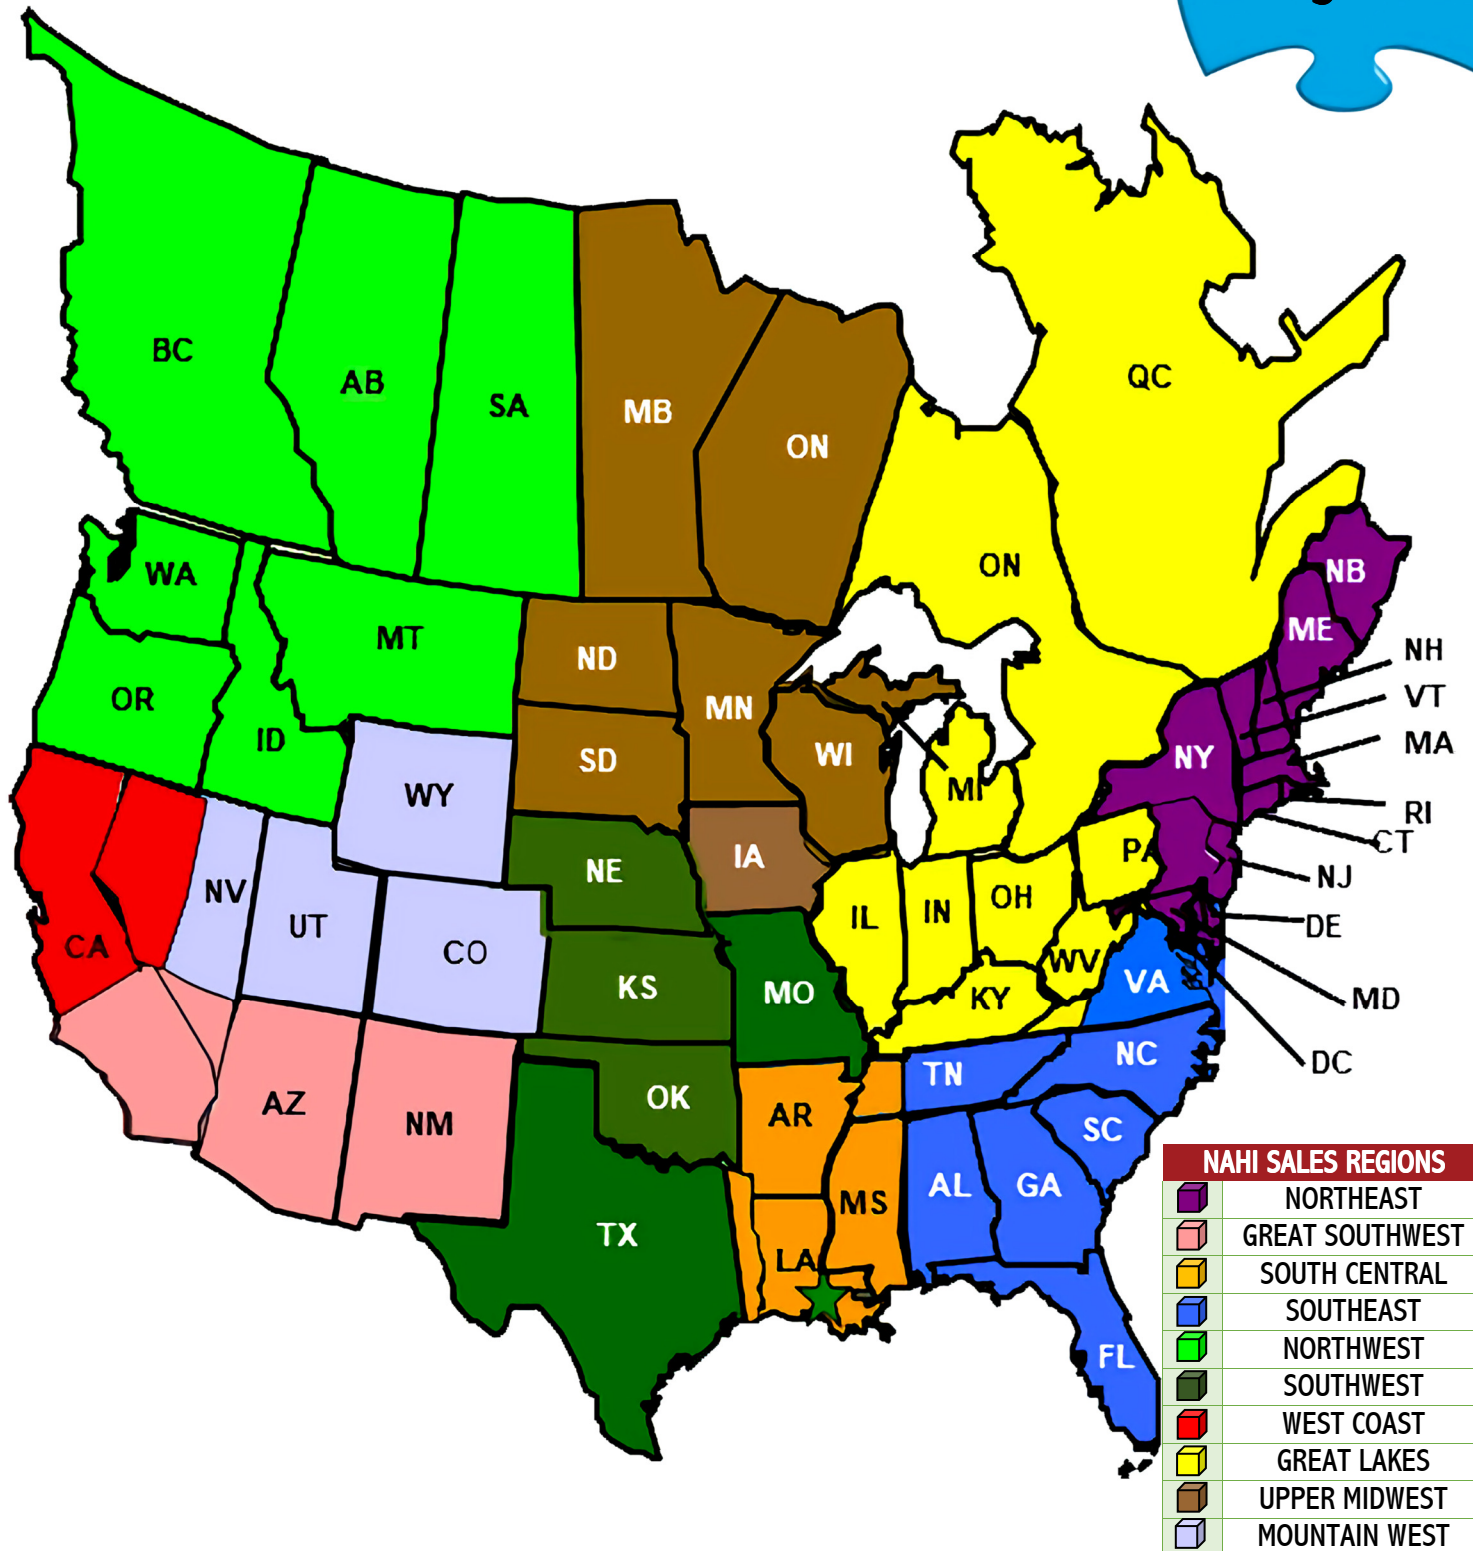 BC
AB
SA
MB
ON
QC
ON
WA
MT
OR
ID
ND
MN
SD
WI
MI
WY
NB
ME
NH
VT
MA
NY
RI
CT
PA
NJ
DE
MD
DC
NE
IA
IL
IN
OH
WV
VA
NV
UT
CO
CA
KS
MO
KY
TN
NC
SC
AZ
NM
OK
AR
TX
LA
MS
AL
GA
FL
NAHI SALES REGIONS
NORTHEAST
GREAT SOUTHWEST
SOUTH CENTRAL
SOUTHEAST
NORTHWEST
SOUTHWEST
WEST COAST
GREAT LAKES
UPPER MIDWEST
MOUNTAIN WEST